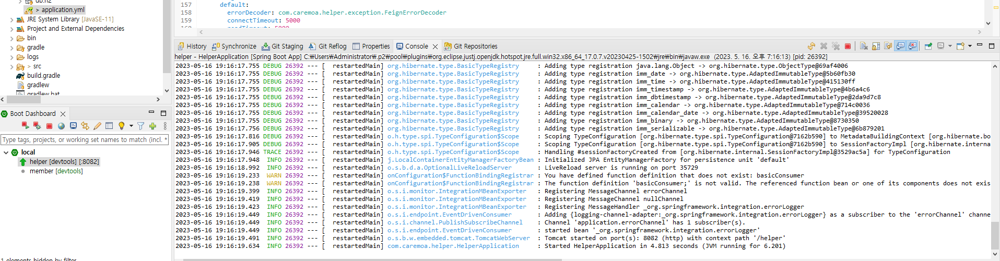 db.h2
> application.yml
JRE System Library [JavaSE-11]
Project and External Dependencies
bin
gradle
logs
> src
build.gradle
gradlew
gradlew.bat
157 default:
158 errorDecoder: com.caremoa.helper.exception.FeignErrorDecoder
159 connectTimeout: 5000
160 readTimeout: 5000
Boot Dashboard
Type tags, projects, or working set names to match (incl. *
local
helper [devtools] [:8082]
member [devtools]
1 elements hidden by filter
History Synchronize Git Staging Git Reflog Properties Console Git Repositories
helper - HelperApplication [Spring Boot App] C:₩Users₩Administrator₩.p2₩pool₩plugins₩org.eclipse.justj.openjdk.hotspot.jre.full.win32.x86_64_17.0.7.v20230425-1502₩jre₩bin₩javaw.exe (2023. 5. 16. 오후 7:16:13) [pid: 26392]
2023-05-16 19:16:17.755 DEBUG 26392 --- [ restartedMain] org.hibernate.type.BasicTypeRegistry : Adding type registration java.lang.Object -> org.hibernate.type.ObjectType@69af4006
2023-05-16 19:16:17.755 DEBUG 26392 --- [ restartedMain] org.hibernate.type.BasicTypeRegistry : Adding type registration imm_date -> org.hibernate.type.AdaptedImmutableType@5b60fb30
2023-05-16 19:16:17.755 DEBUG 26392 --- [ restartedMain] org.hibernate.type.BasicTypeRegistry : Adding type registration imm_time -> org.hibernate.type.AdaptedImmutableType@415130ff
2023-05-16 19:16:17.755 DEBUG 26392 --- [ restartedMain] org.hibernate.type.BasicTypeRegistry : Adding type registration imm_timestamp -> org.hibernate.type.AdaptedImmutableType@4b6a4c6
2023-05-16 19:16:17.755 DEBUG 26392 --- [ restartedMain] org.hibernate.type.BasicTypeRegistry : Adding type registration imm_dbtimestamp -> org.hibernate.type.AdaptedImmutableType@2da9d7c8
2023-05-16 19:16:17.755 DEBUG 26392 --- [ restartedMain] org.hibernate.type.BasicTypeRegistry : Adding type registration imm_calendar -> org.hibernate.type.AdaptedImmutableType@714c0036
2023-05-16 19:16:17.755 DEBUG 26392 --- [ restartedMain] org.hibernate.type.BasicTypeRegistry : Adding type registration imm_calendar_date -> org.hibernate.type.AdaptedImmutableType@39520028
2023-05-16 19:16:17.755 DEBUG 26392 --- [ restartedMain] org.hibernate.type.BasicTypeRegistry : Adding type registration imm_binary -> org.hibernate.type.AdaptedImmutableType@8730350
2023-05-16 19:16:17.756 DEBUG 26392 --- [ restartedMain] org.hibernate.type.BasicTypeRegistry : Adding type registration imm_serializable -> org.hibernate.type.AdaptedImmutableType@6b879201
2023-05-16 19:16:17.816 DEBUG 26392 --- [ restartedMain] o.h.type.spi.TypeConfiguration$Scope : Scoping TypeConfiguration [org.hibernate.type.spi.TypeConfiguration@7162b590] to MetadataBuildingContext [org.hibernate.bo
2023-05-16 19:16:17.905 DEBUG 26392 --- [ restartedMain] o.h.type.spi.TypeConfiguration$Scope : Scoping TypeConfiguration [org.hibernate.type.spi.TypeConfiguration@7162b590] to SessionFactoryImpl [org.hibernate.interna
2023-05-16 19:16:17.946 TRACE 26392 --- [ restartedMain] o.h.type.spi.TypeConfiguration$Scope : Handling #sessionFactoryCreated from [org.hibernate.internal.SessionFactoryImpl@3529ac5a] for TypeConfiguration
2023-05-16 19:16:17.948 INFO 26392 --- [ restartedMain] j.LocalContainerEntityManagerFactoryBean : Initialized JPA EntityManagerFactory for persistence unit 'default'
2023-05-16 19:16:18.992 INFO 26392 --- [ restartedMain] o.s.b.d.a.OptionalLiveReloadServer : LiveReload server is running on port 35729
2023-05-16 19:16:19.233 WARN 26392 --- [ restartedMain] onConfiguration$FunctionBindingRegistrar : You have defined function definition that does not exist: basicConsumer
2023-05-16 19:16:19.238 WARN 26392 --- [ restartedMain] onConfiguration$FunctionBindingRegistrar : The function definition 'basicConsumer;' is not valid. The referenced function bean or one of its components does not exis
2023-05-16 19:16:19.399 INFO 26392 --- [ restartedMain] o.s.i.monitor.IntegrationMBeanExporter : Registering MessageChannel errorChannel
2023-05-16 19:16:19.419 INFO 26392 --- [ restartedMain] o.s.i.monitor.IntegrationMBeanExporter : Registering MessageChannel nullChannel
2023-05-16 19:16:19.423 INFO 26392 --- [ restartedMain] o.s.i.monitor.IntegrationMBeanExporter : Registering MessageHandler _org.springframework.integration.errorLogger
2023-05-16 19:16:19.449 INFO 26392 --- [ restartedMain] o.s.i.endpoint.EventDrivenConsumer : Adding {logging-channel-adapter:_org.springframework.integration.errorLogger} as a subscriber to the 'errorChannel' channe
2023-05-16 19:16:19.449 INFO 26392 --- [ restartedMain] o.s.i.channel.PublishSubscribeChannel : Channel 'application.errorChannel' has 1 subscriber(s).
2023-05-16 19:16:19.449 INFO 26392 --- [ restartedMain] o.s.i.endpoint.EventDrivenConsumer : started bean '_org.springframework.integration.errorLogger'
2023-05-16 19:16:19.491 INFO 26392 --- [ restartedMain] o.s.b.w.embedded.tomcat.TomcatWebServer : Tomcat started on port(s): 8082 (http) with context path '/helper'
2023-05-16 19:16:19.634 INFO 26392 --- [ restartedMain] com.caremoa.helper.HelperApplication : Started HelperApplication in 4.813 seconds (JVM running for 6.201)